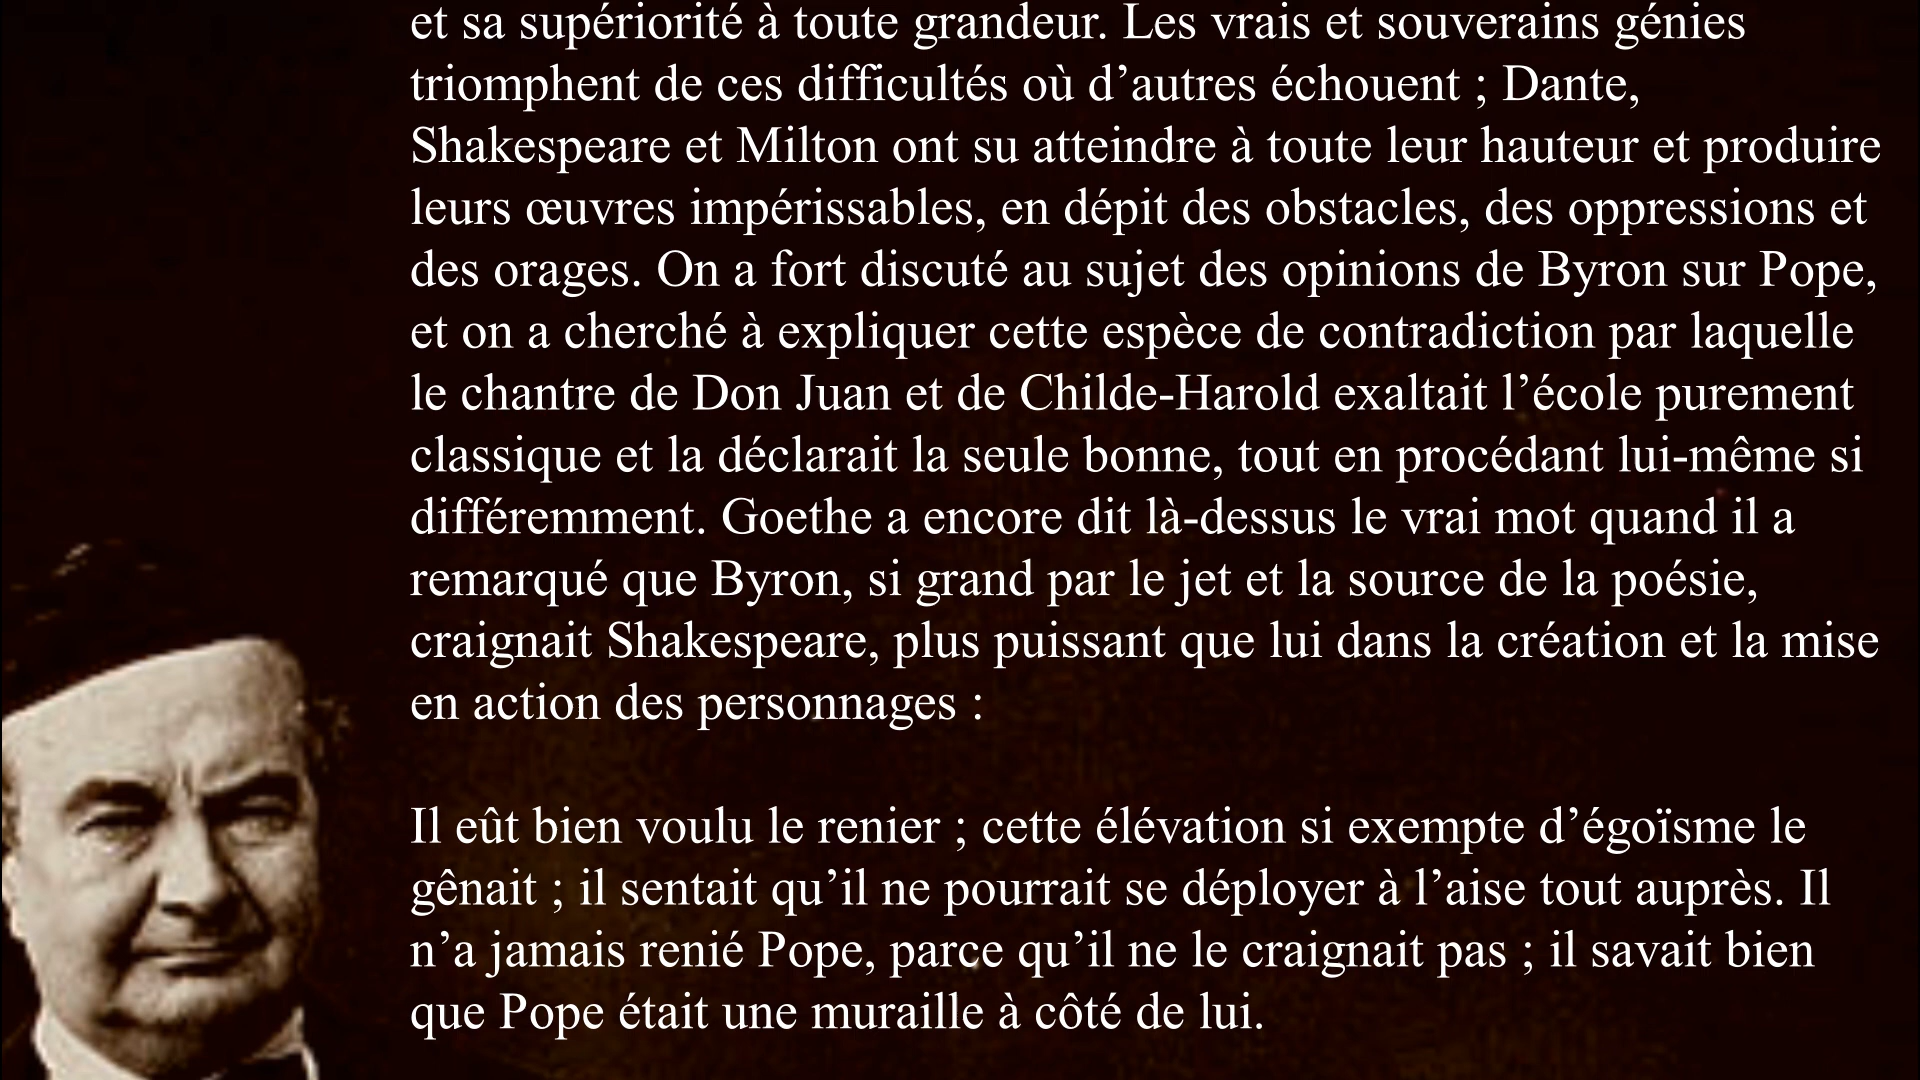 et sa supériorité à toute grandeur. Les vrais et souverains génies
triomphent de ces difficultés où d’autres échouent ; Dante,
Shakespeare et Milton ont su atteindre à toute leur hauteur et produire
leurs œuvres impérissables, en dépit des obstacles, des oppressions et
des orages. On a fort discuté au sujet des opinions de Byron sur Pope,
et on a cherché à expliquer cette espèce de contradiction par laquelle
le chantre de Don Juan et de Childe-Harold exaltait l’école purement
classique et la déclarait la seule bonne, tout en procédant lui-même si
différemment. Goethe a encore dit là-dessus le vrai mot quand il a
remarqué que Byron, si grand par le jet et la source de la poésie,
craignait Shakespeare, plus puissant que lui dans la création et la mise
en action des personnages :
Il eût bien voulu le renier ; cette élévation si exempte d’égoïsme le
gênait ; il sentait qu’il ne pourrait se déployer à l’aise tout auprès. Il
n’a jamais renié Pope, parce qu’il ne le craignait pas ; il savait bien
que Pope était une muraille à côté de lui.